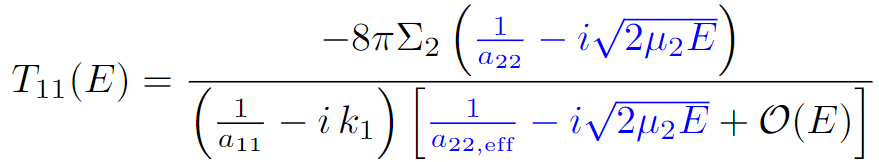 T_{11}(E) = \frac{-8\pi\Sigma_2 \left( \frac{1}{a_{22}} - i\sqrt{2\mu_2 E} \right)}{\left( \frac{1}{a_{11}} - i\, k_1 \right) \left[ \frac{1}{a_{22,\mathrm{eff}}} - i\sqrt{2\mu_2 E} + \mathcal{O}(E) \right]}